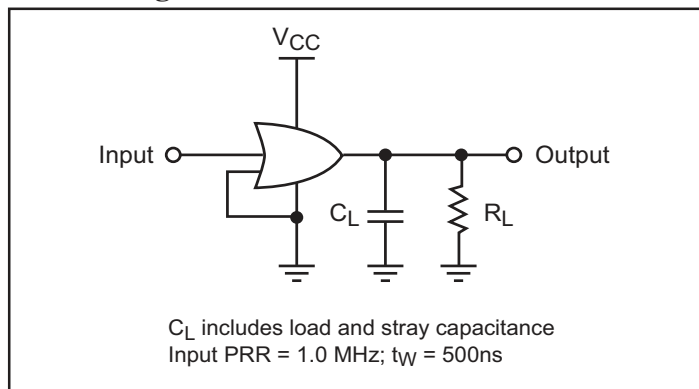 VCC
Input
Output
CL
RL
CL includes load and stray capacitance
Input PRR = 1.0 MHz; tW = 500ns